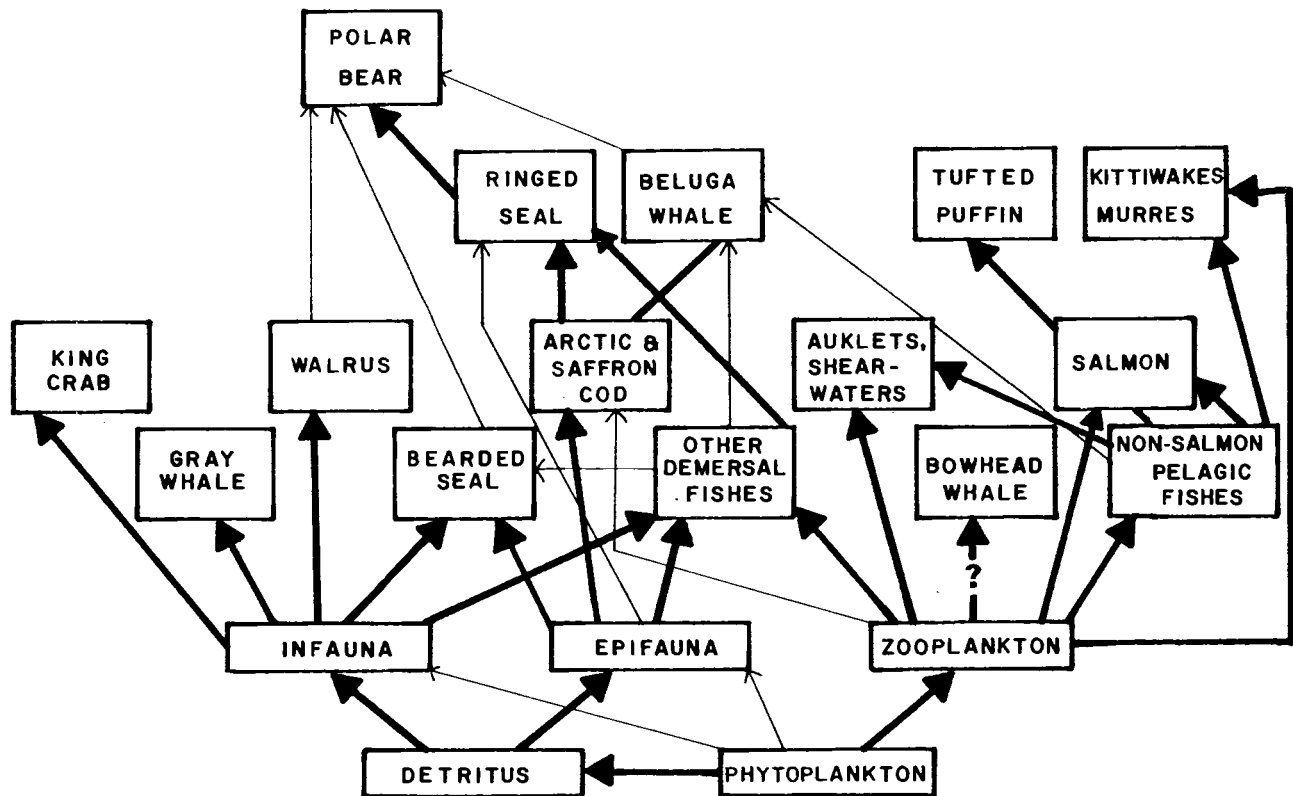 POLAR
BEAR
RINGED
SEAL
BELUGA
WHALE
TUFTED
PUFFIN
KITTIWAKES
MURRES
KING
CRAB
WALRUS
ARCTIC &
SAFFRON
COD
AUKLETS,
SHEAR-
WATERS
SALMON
GRAY
WHALE
BEARDED
SEAL
OTHER
DEMERSAL
FISHES
BOWHEAD
WHALE
NON-SALMON
PELAGIC
FISHES
?
INFAUNA
EPIFAUNA
ZOOPLANKTON
DETRITUS
PHYTOPLANKTON